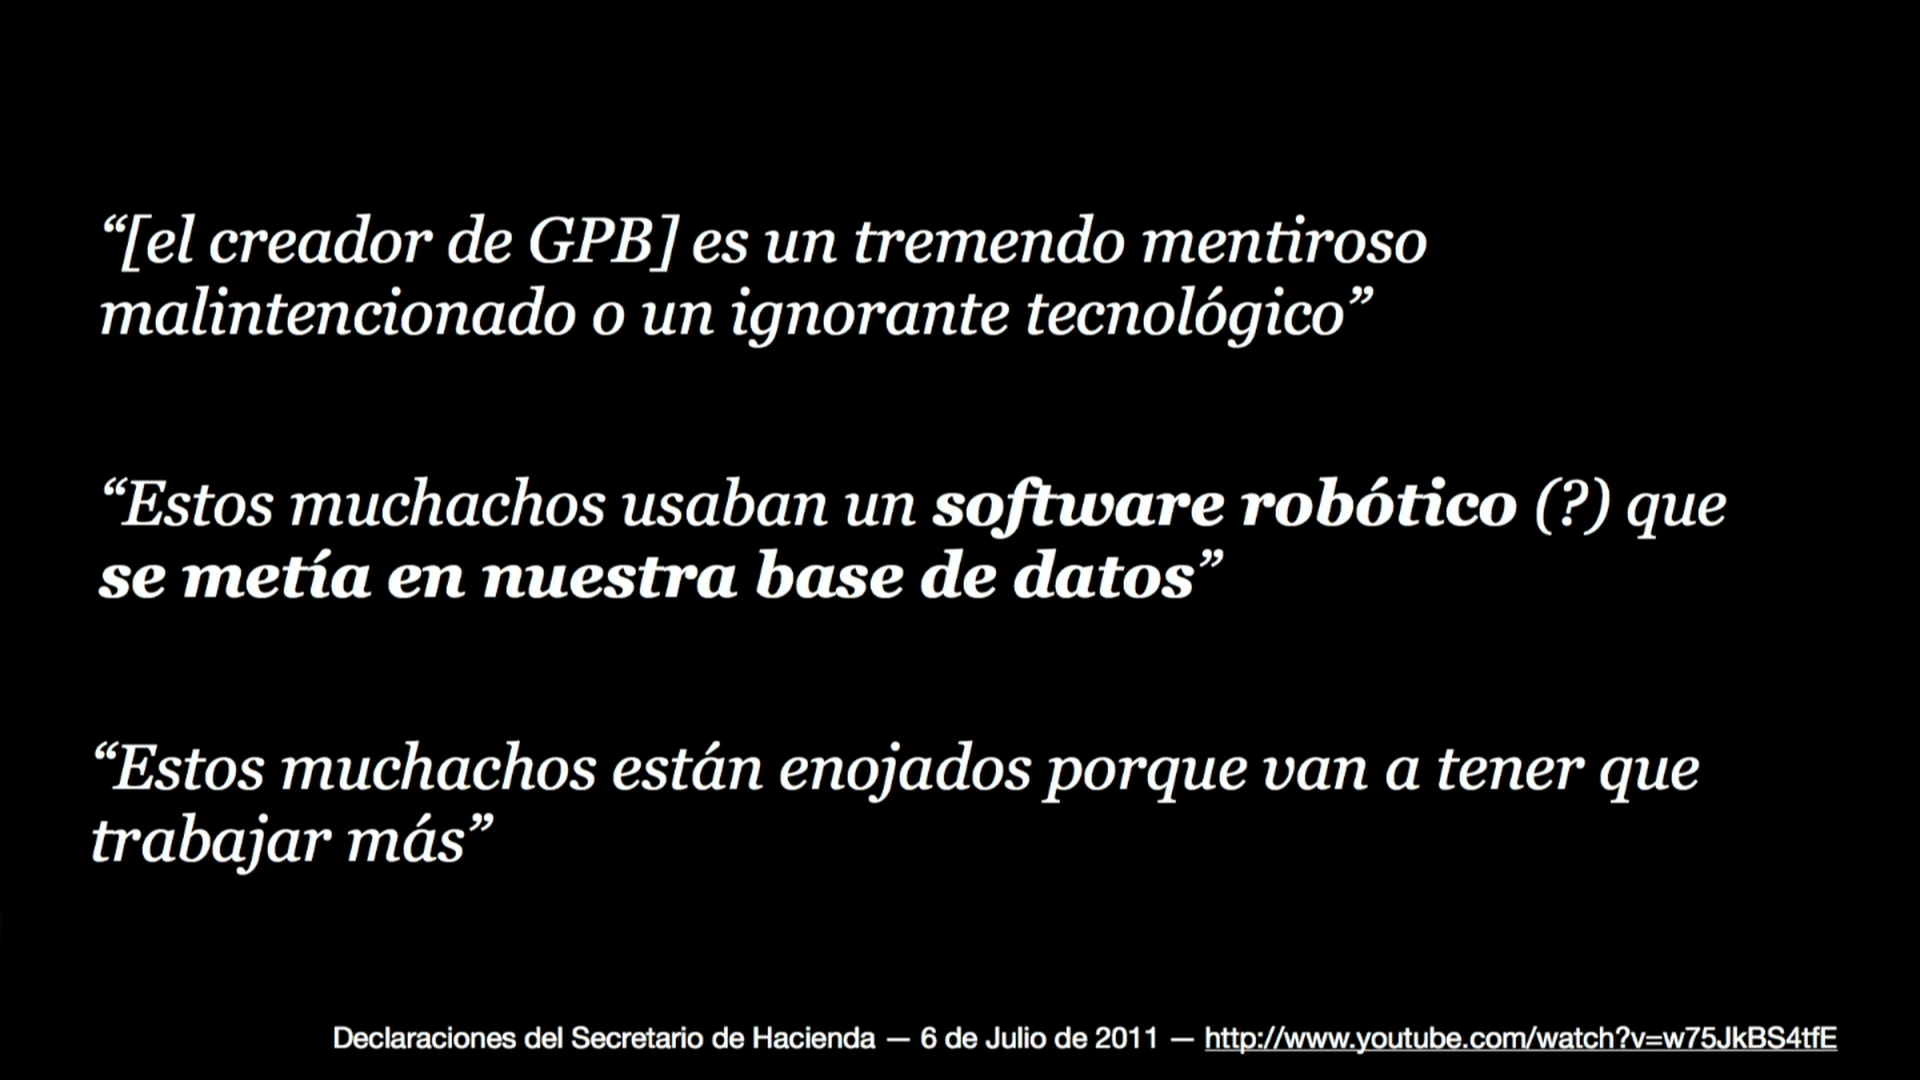 “[el creador de GPB] es un tremendo mentiroso
malintencionado o un ignorante tecnológico”
“Estos muchachos usaban un software robótico (?) que
se metía en nuestra base de datos”
“Estos muchachos están enojados porque van a tener que
trabajar más”
Declaraciones del Secretario de Hacienda — 6 de Julio de 2011 — http://www.youtube.com/watch?v=w75JkBS4tfE